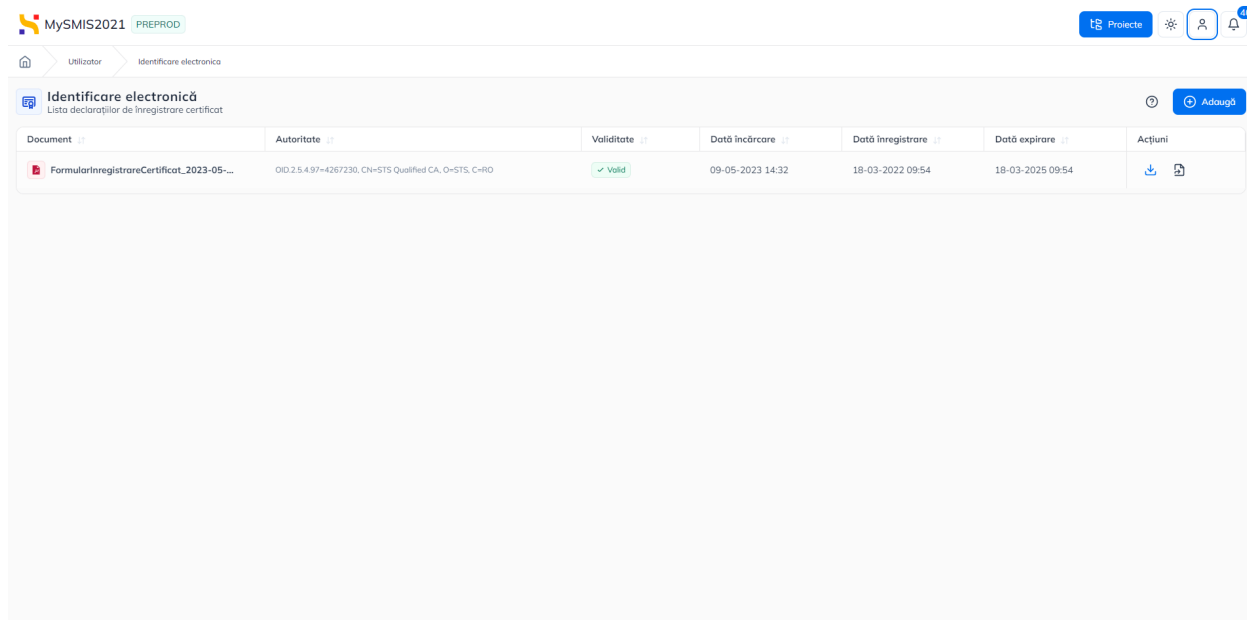 MySMIS2021 PREPROD
Proiecte
Utilizator Identificare electronica
Identificare electronică
Lista declarațiilor de înregistrare certificat
Adaugă
Document Autoritate Validitate Dată încărcare Dată înregistrare Dată expirare Acțiuni
FormularInregistrareCertificat_2023-05-... OID.2.5.4.97=4267230, CN=STS Qualified CA, O=STS, C=RO Valid 09-05-2023 14:32 18-03-2022 09:54 18-03-2025 09:54